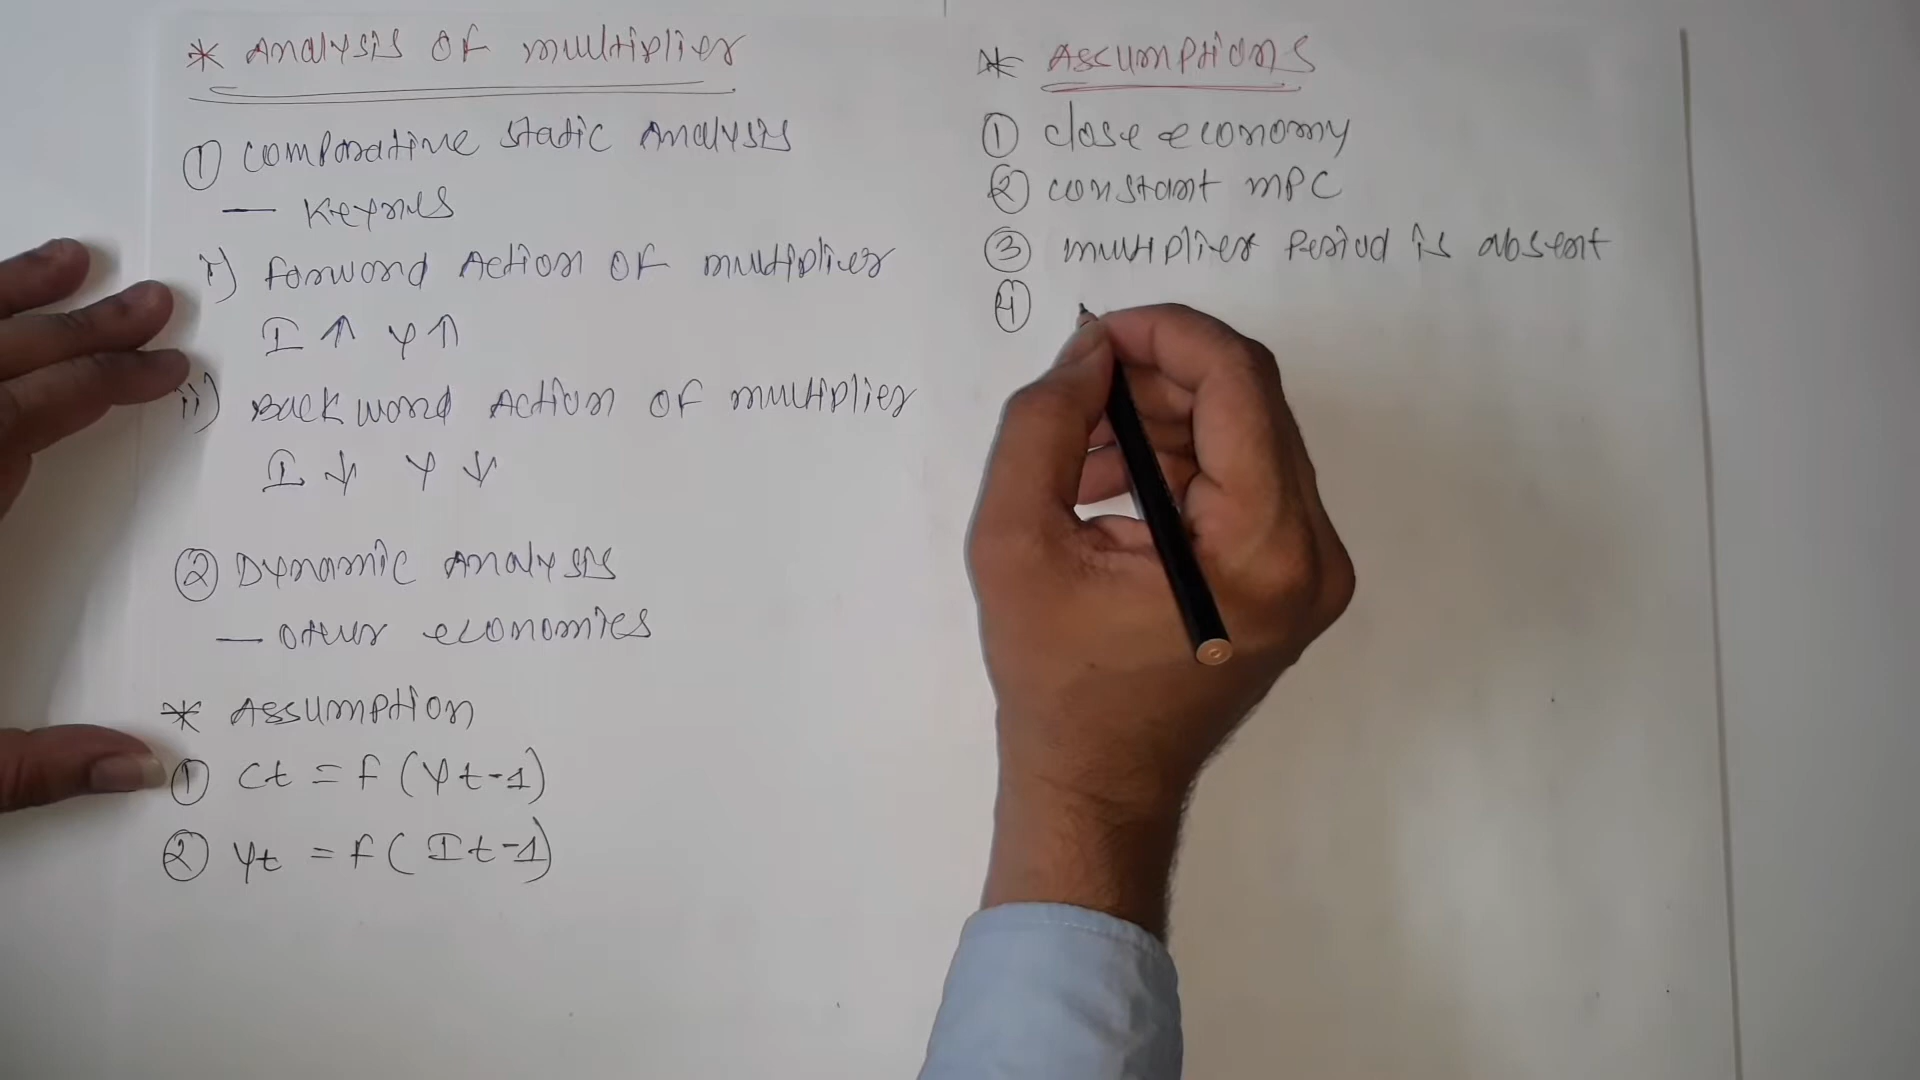 * Analysis OF multiplier
① comparative static Analysis
— Keynes
i) Forword Action OF multiplier
I ↑ Y ↑
ii) Backword Action OF multiplier
I ↓ Y ↓
② Dynamic Analysis
— other economies
* Assumption
① Ct = f (Yt-1)
② Yt = f (It-1)
* Assumptions
① close economy
② constant mPC
③ multiplier Period is absent
④